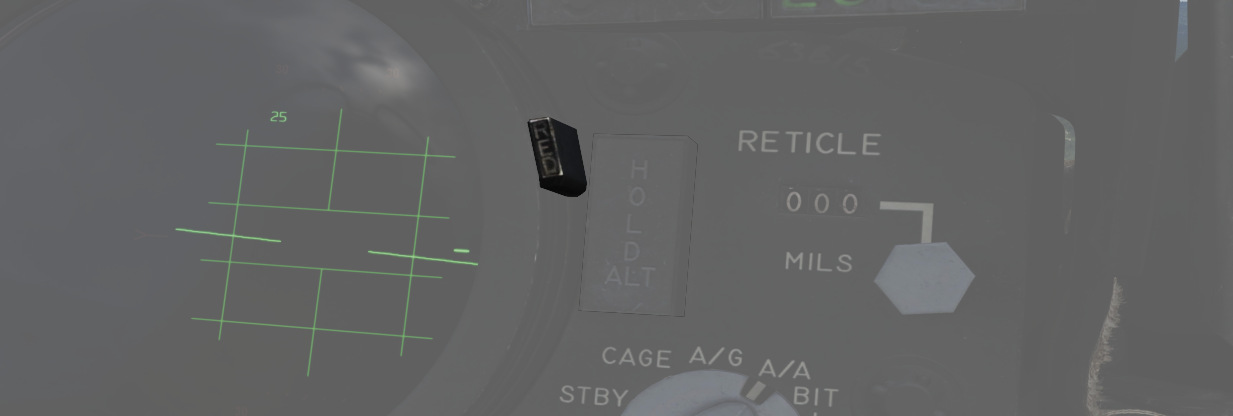 25
RED
HOLD
ALT
RETICLE
000
MILS
CAGE A/G A/A
STBY BIT